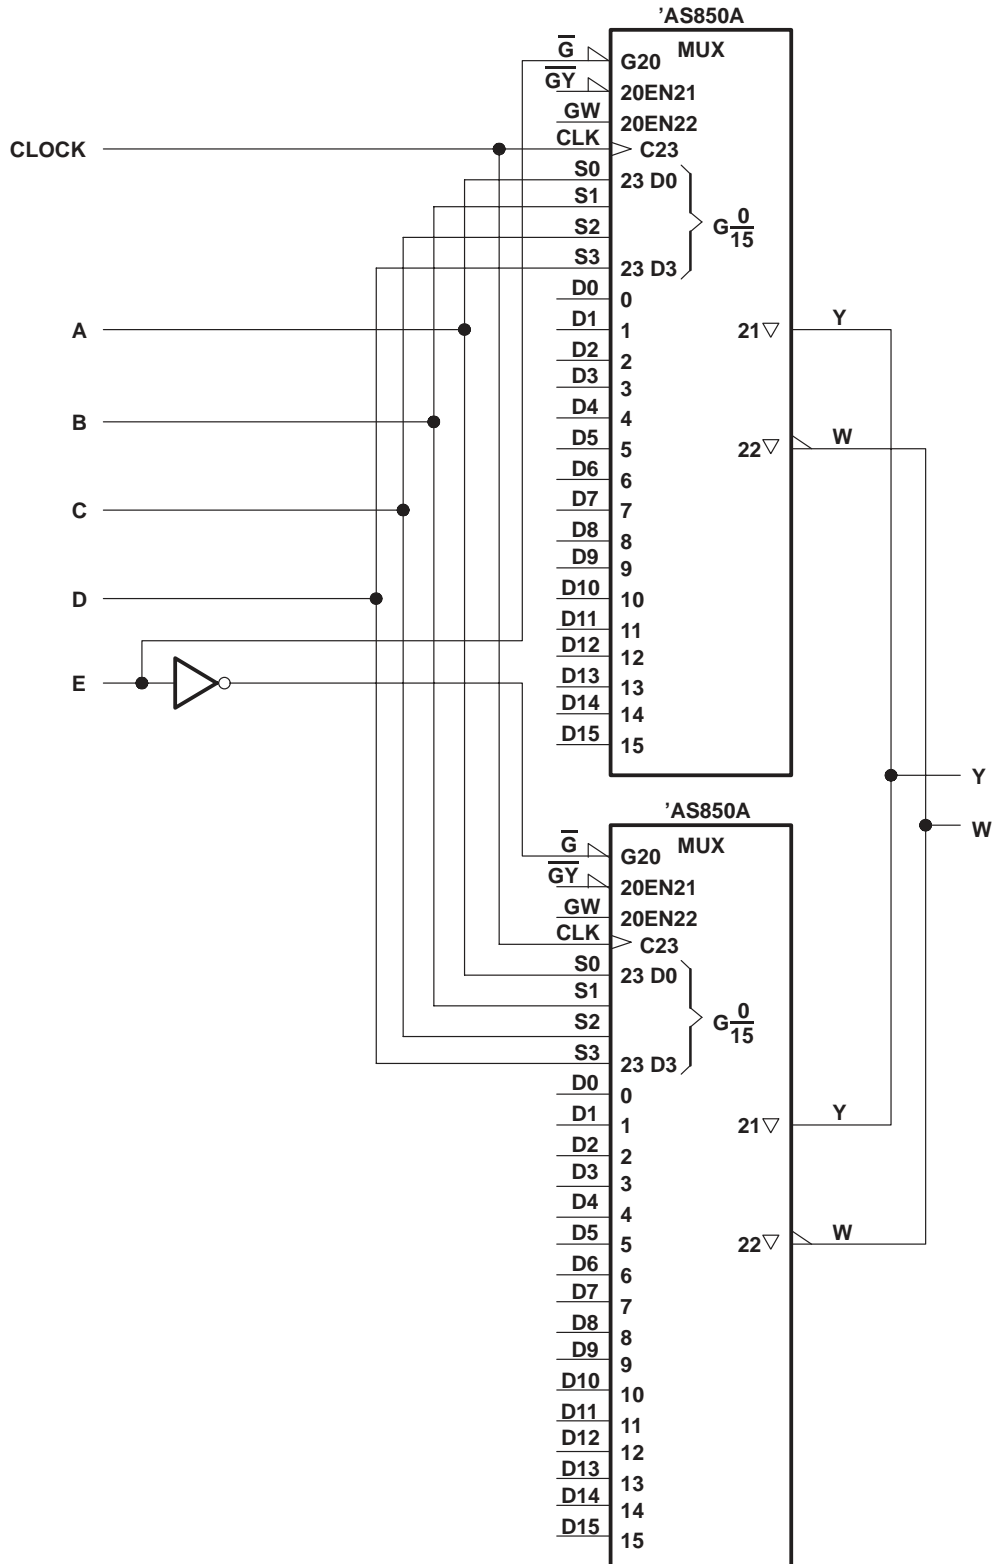 'AS850A
MUX
G̅
G20
G̅Y̅
20EN21
GW
20EN22
CLK
C23
CLOCK
S0
23 D0
S1
S2
G 0/15
S3
23 D3
D0
0
A
D1
1
21
Y
D2
2
D3
3
D4
4
B
D5
5
22
W
D6
6
D7
7
C
D8
8
D9
9
D10
10
D
D11
11
D12
12
E
D13
13
D14
14
D15
15
Y
'AS850A
W
MUX
G̅
G20
G̅Y̅
20EN21
GW
20EN22
CLK
C23
S0
23 D0
S1
S2
G 0/15
S3
23 D3
D0
0
D1
1
21
Y
D2
2
D3
3
D4
4
D5
5
22
W
D6
6
D7
7
D8
8
D9
9
D10
10
D11
11
D12
12
D13
13
D14
14
D15
15